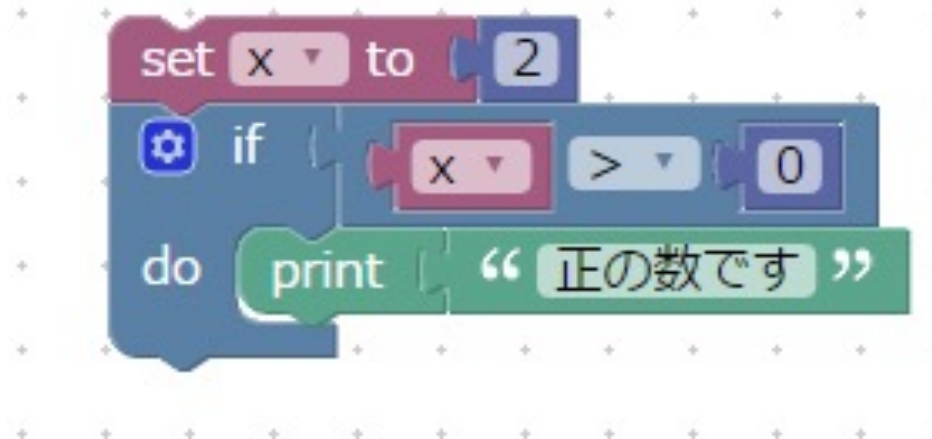 set x to 2
if x > 0
do print “ 正の数です ”